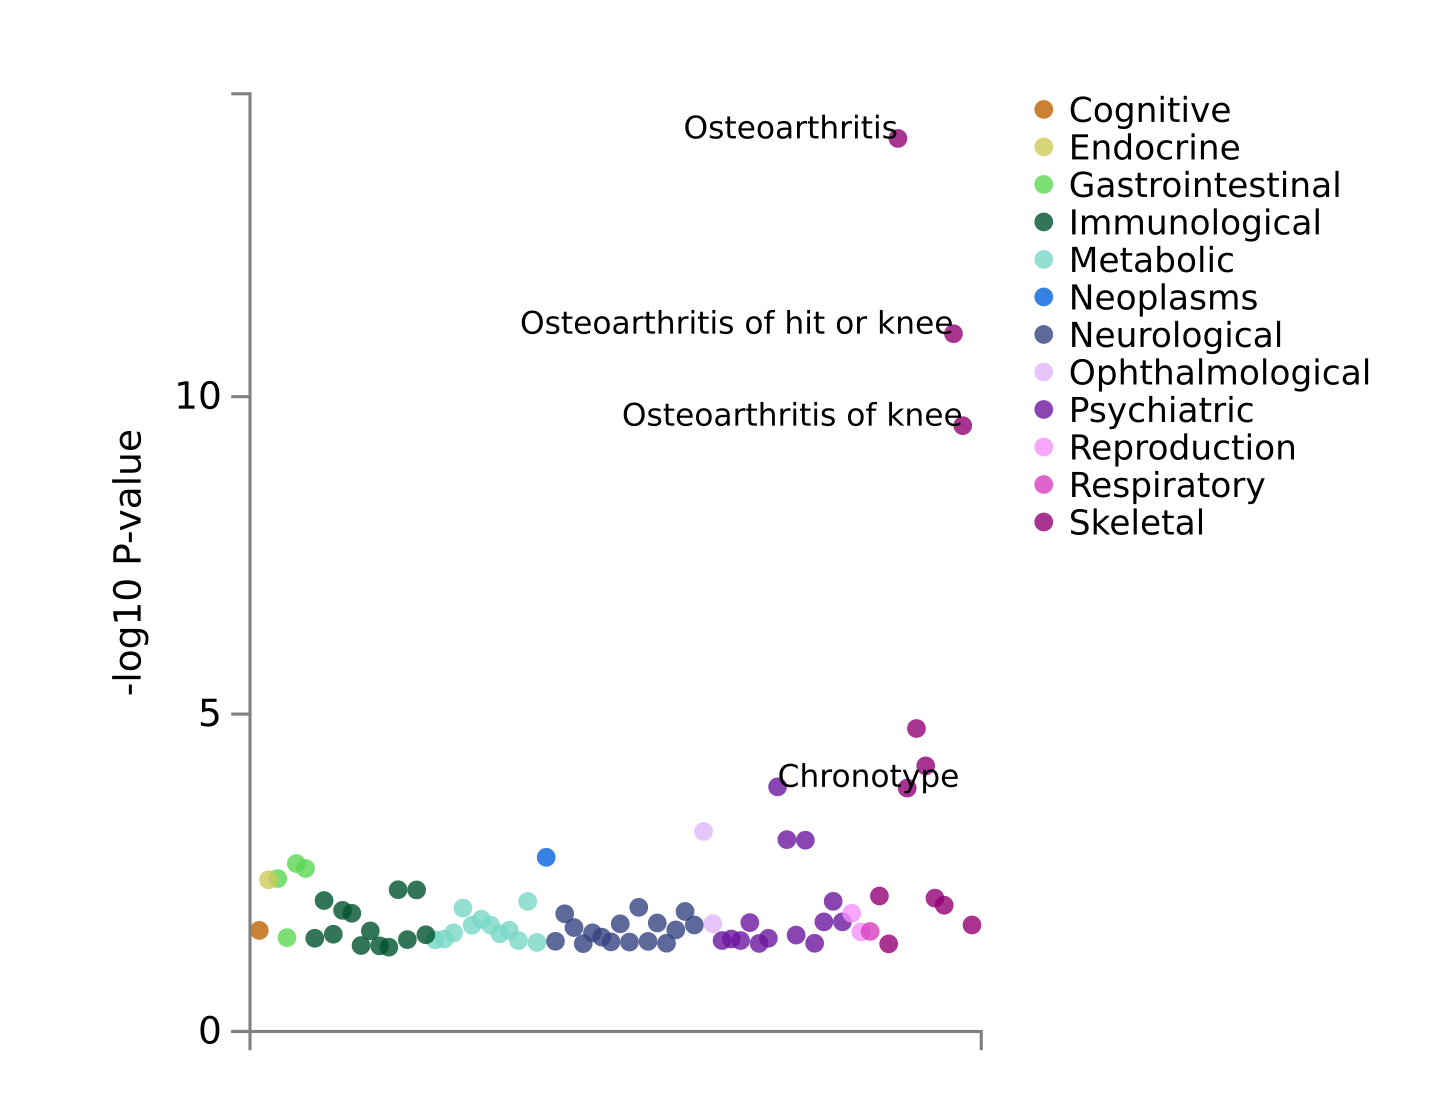 Osteoarthritis
Osteoarthritis of hit or knee
Osteoarthritis of knee
Chronotype
-log10 P-value
10
5
0
Cognitive
Endocrine
Gastrointestinal
Immunological
Metabolic
Neoplasms
Neurological
Ophthalmological
Psychiatric
Reproduction
Respiratory
Skeletal